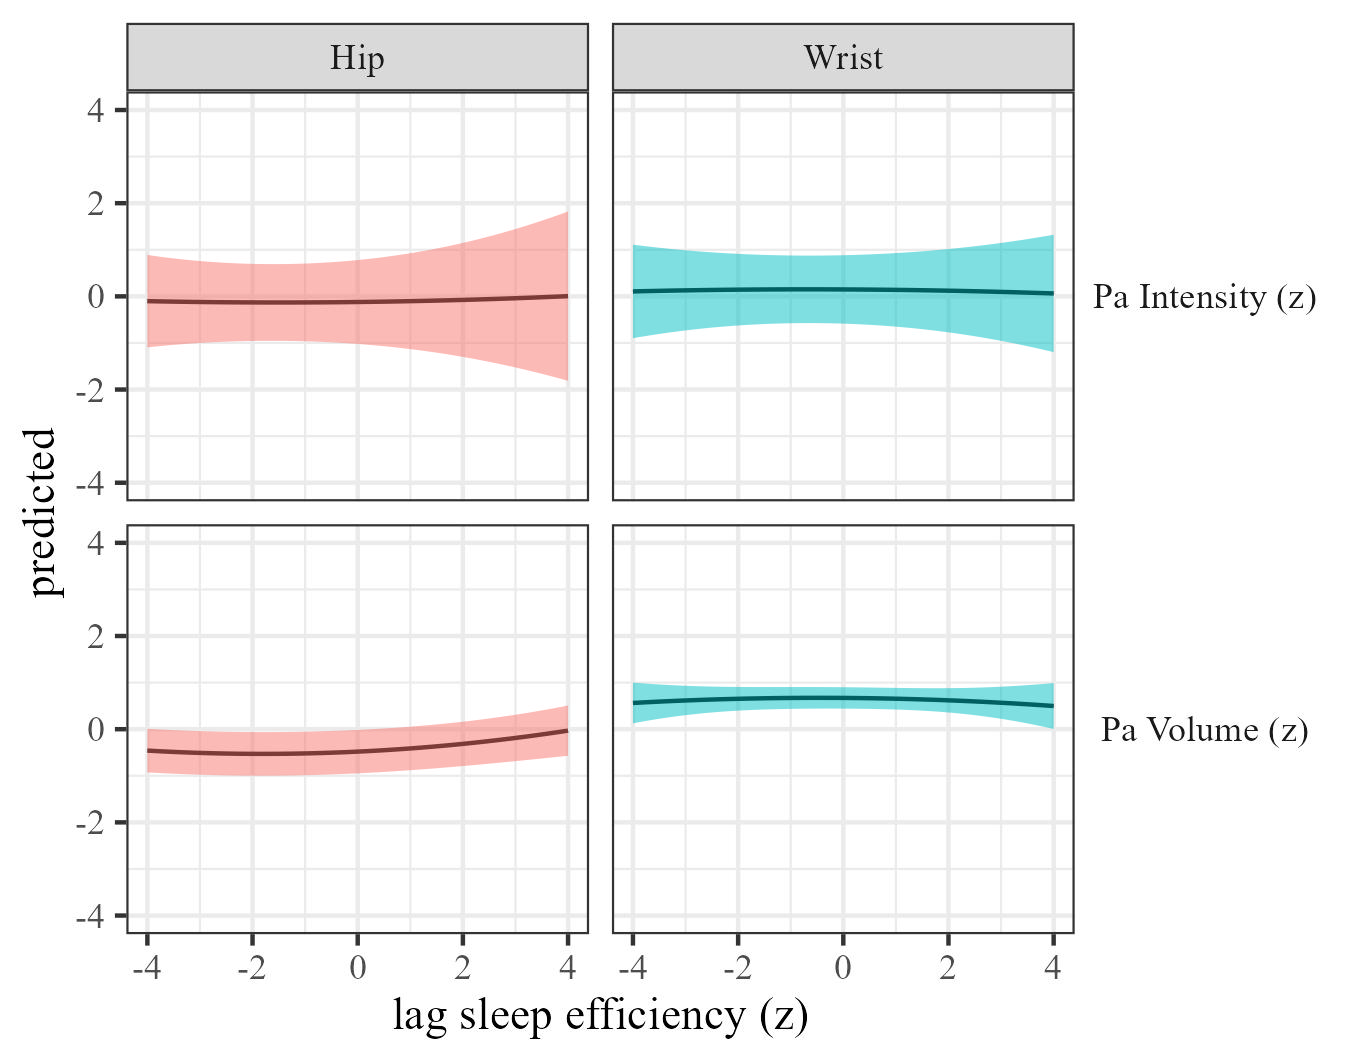 Hip
Wrist
4
2
0
-2
-4
Pa Intensity (z)
predicted
4
2
0
-2
-4
Pa Volume (z)
-4 -2 0 2 4
-4 -2 0 2 4
lag sleep efficiency (z)